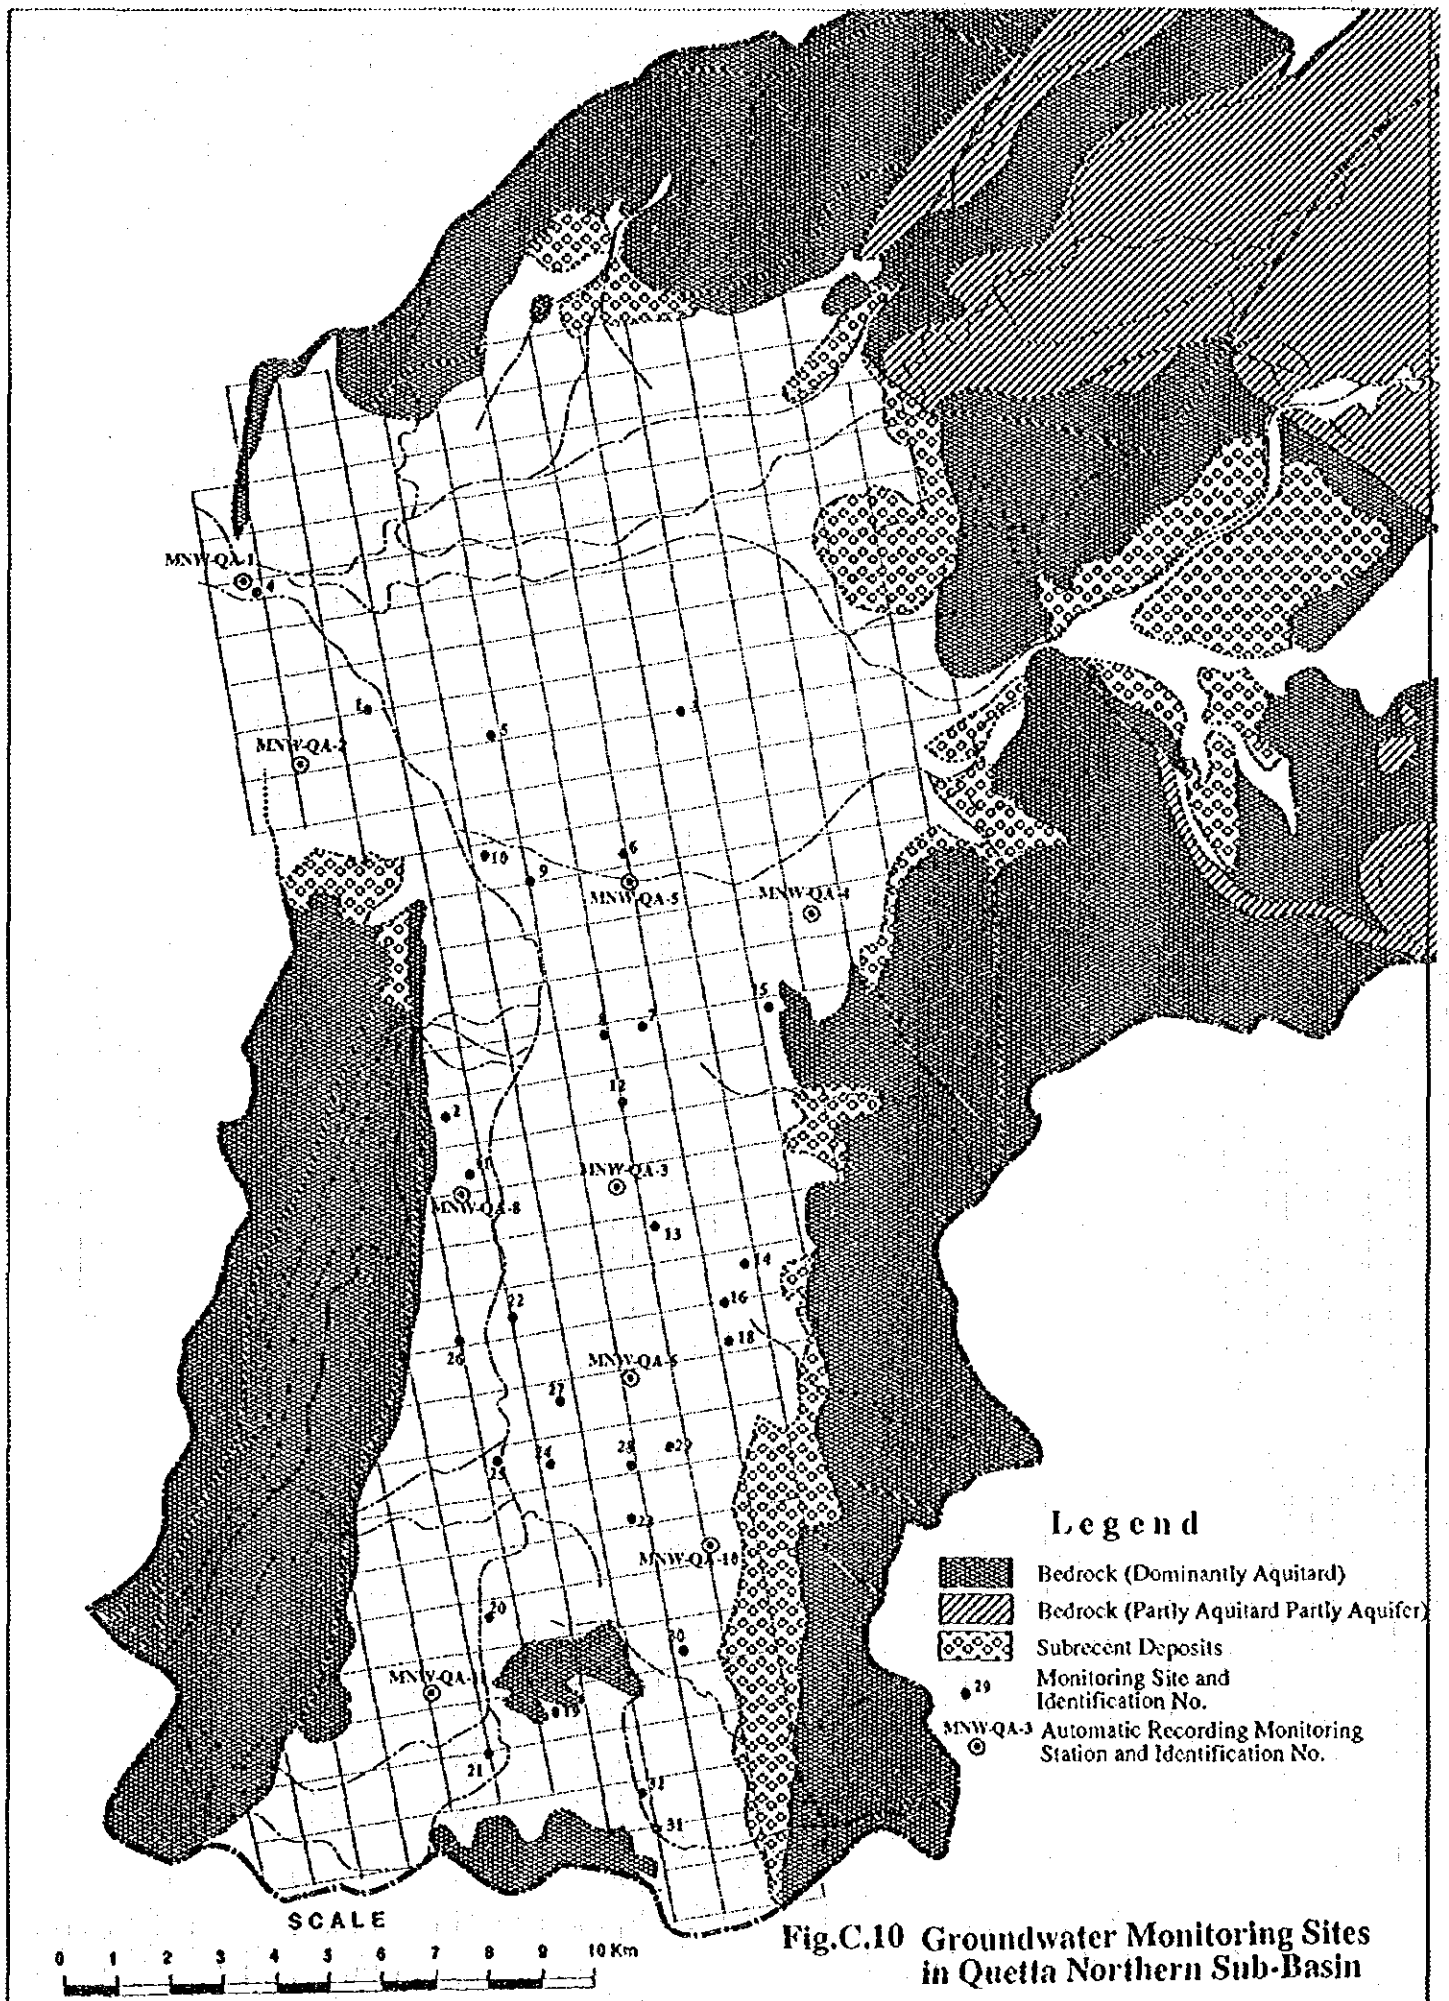 MNW-QA-1
4
1
3
5
MNW-QA-2
10
6
9
MNW-QA-5
MNW-QA-4
15
8
7
12
2
11
MNW-QA-3
MNW-QA-8
13
14
16
22
18
26
MNW-QA-6
27
24
28
25
23
MNW-QA-10
20
30
MNW-QA-11
19
21
32
31
Legend
Bedrock (Dominantly Aquitard)
Bedrock (Partly Aquitard Partly Aquifer)
Subrecent Deposits
29 Monitoring Site and
Identification No.
MNW-QA-3 Automatic Recording Monitoring
Station and Identification No.
SCALE
0 1 2 3 4 5 6 7 8 9 10 Km
Fig.C.10 Groundwater Monitoring Sites
in Quetta Northern Sub-Basin